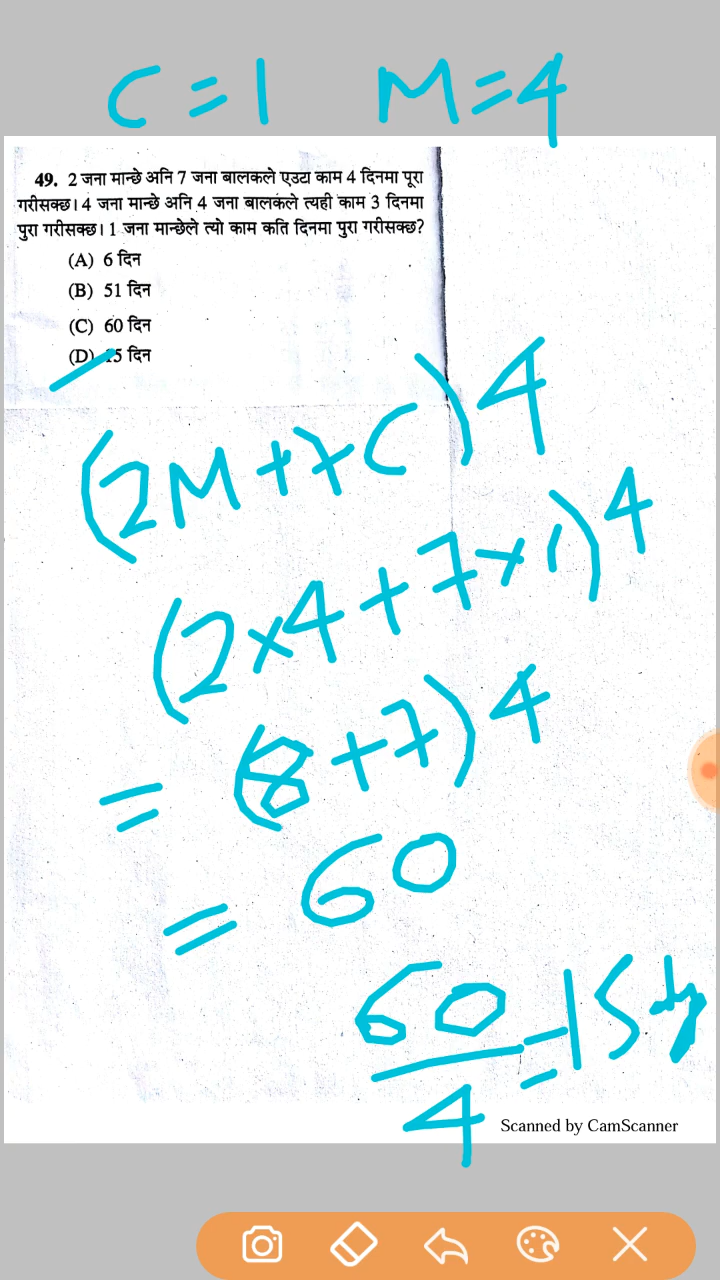 C = 1 M = 4
49. 2 जना मान्छे अनि 7 जना बालकले एउटा काम 4 दिनमा पूरा
गरीसक्छ। 4 जना मान्छे अनि 4 जना बालकले त्यही काम 3 दिनमा
पुरा गरीसक्छ। 1 जना मान्छेले त्यो काम कति दिनमा पुरा गरीसक्छ?
(A) 6 दिन
(B) 51 दिन
(C) 60 दिन
(D) 15 दिन
(2M + 7C) 4
(2 × 4 + 7 × 1) 4
= (8 + 7) 4
= 60
60/4 = 15
Scanned by CamScanner